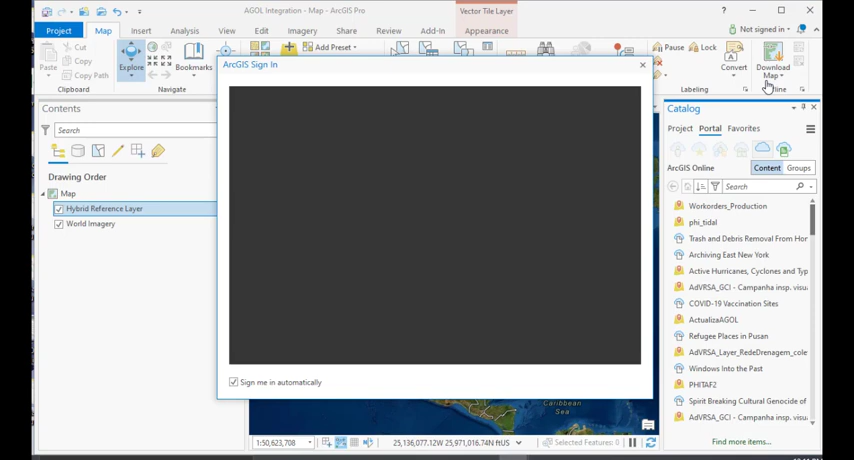 AGOL Integration - Map - ArcGIS Pro
Vector Tile Layer
?
Project
Map
Insert
Analysis
View
Edit
Imagery
Share
Review
Add-In
Appearance
Not signed in
Paste
Cut
Copy
Copy Path
Clipboard
Explore
Navigate
Bookmarks
Add Preset
Pause
Lock
Convert
Labeling
Download
Map
ArcGIS Sign In
Sign me in automatically
Contents
Search
Drawing Order
Map
Hybrid Reference Layer
World Imagery
Caribbean
Sea
1:50,623,708
25,136,077.12W 25,971,016.74N ftUS
Selected Features: 0
Catalog
Project
Portal
Favorites
ArcGIS Online
Content
Groups
Search
Workorders_Production
phi_tidal
Trash and Debris Removal From Hor
Archiving East New York
Active Hurricanes, Cyclones and Typ
AdVRSA_GCI - Campanha insp. visu
COVID-19 Vaccination Sites
ActualizaAGOL
Refugee Places in Pusan
AdVRSA_Layer_RedeDrenagem_cole
Windows Into the Past
PHITAF2
Spirit Breaking Cultural Genocide of
AdVRSA_GCI - Campanha insp. visua
Find more items...